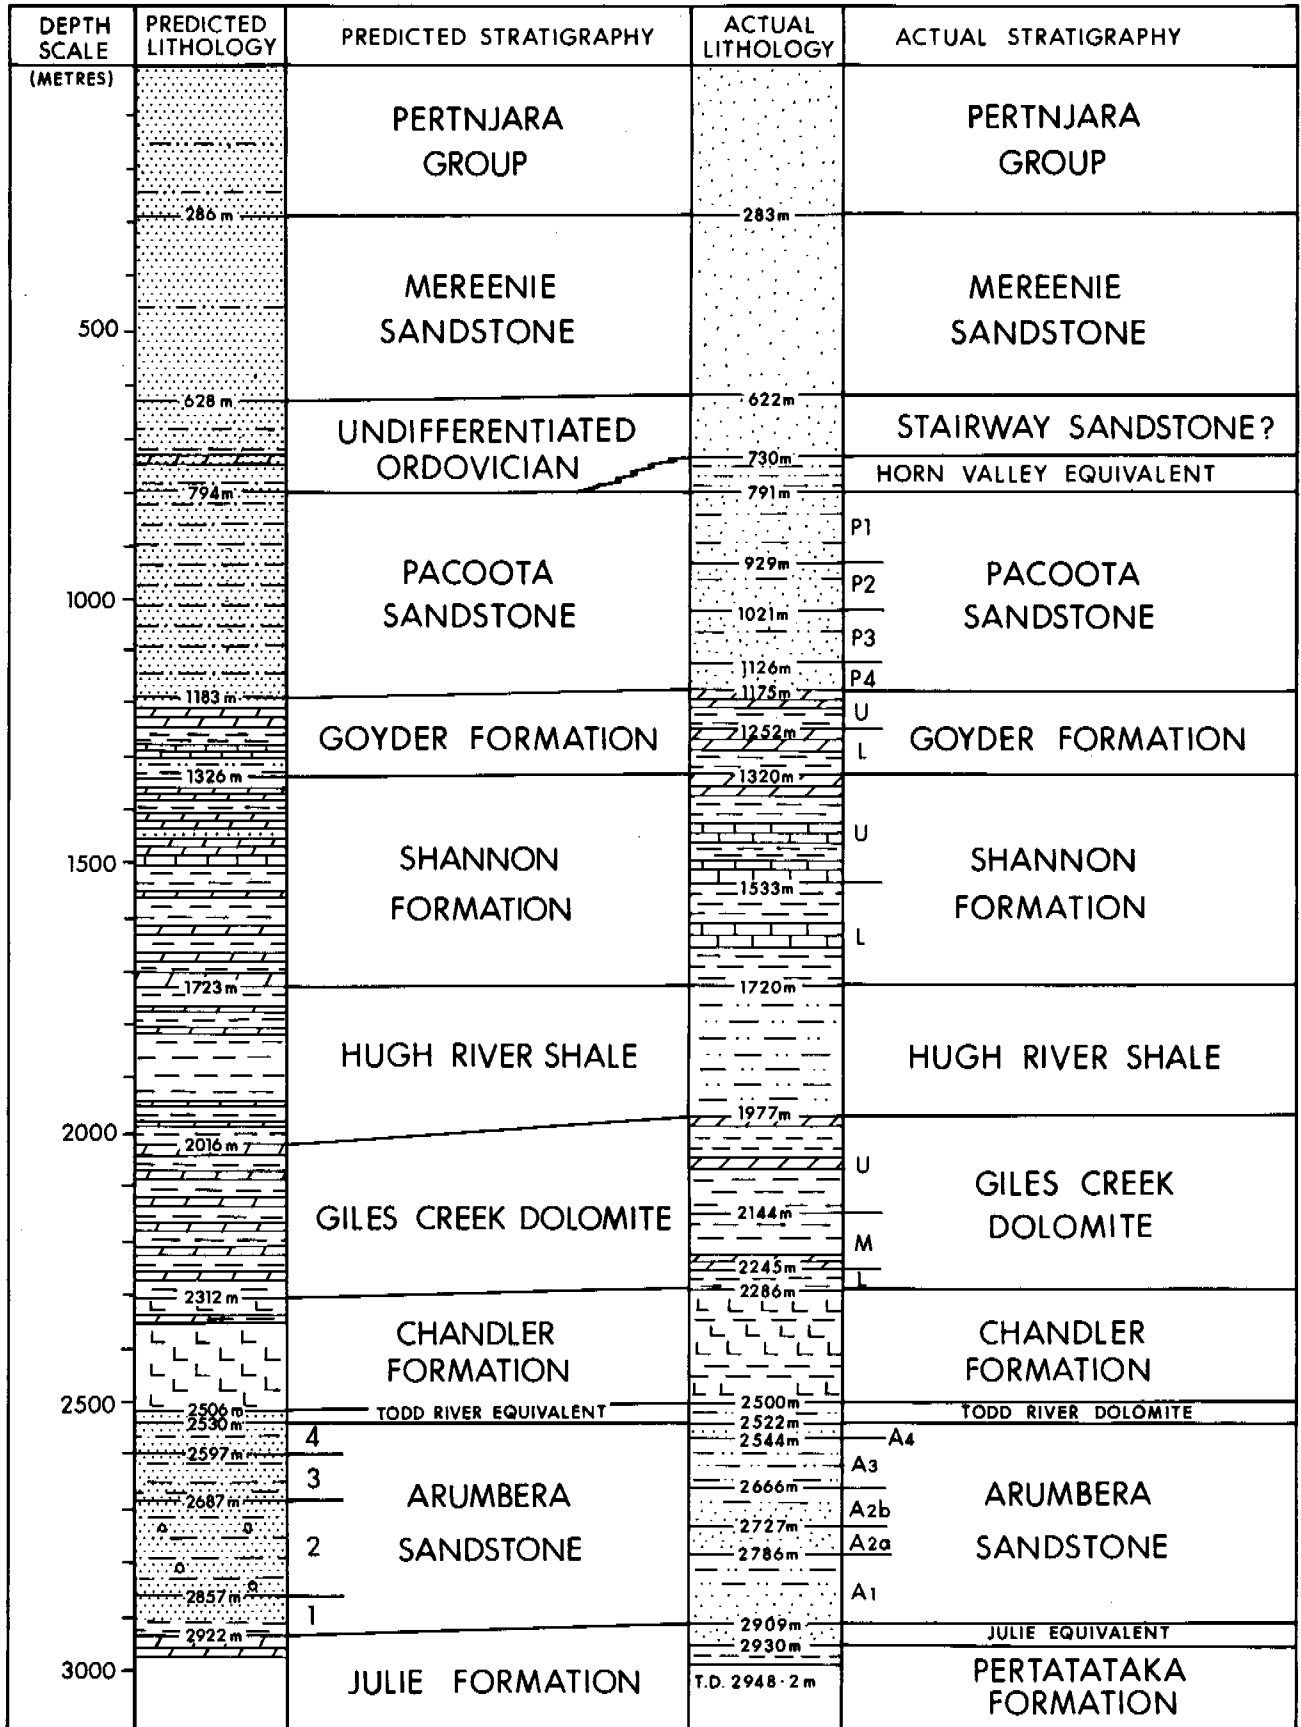 DEPTH SCALE
(METRES)
500
1000
1500
2000
2500
3000
PREDICTED LITHOLOGY
286 m
628 m
794 m
1183 m
1326 m
1723 m
2016 m
2312 m
2506 m
2530 m
2597 m
2687 m
2857 m
2922 m
PREDICTED STRATIGRAPHY
PERTNJARA
GROUP
MEREENIE
SANDSTONE
UNDIFFERENTIATED
ORDOVICIAN
PACOOTA
SANDSTONE
GOYDER FORMATION
SHANNON
FORMATION
HUGH RIVER SHALE
GILES CREEK DOLOMITE
CHANDLER
FORMATION
TODD RIVER EQUIVALENT
4
3
ARUMBERA
2
SANDSTONE
1
JULIE FORMATION
ACTUAL LITHOLOGY
283m
622m
730m
791m
929m
1021m
1126m
1175m
1252m
1320m
1533m
1720m
1977m
2144m
2245m
2286m
2500m
2522m
2544m
2666m
2727m
2786m
2909m
2930m
T.D. 2948·2 m
ACTUAL STRATIGRAPHY
PERTNJARA
GROUP
MEREENIE
SANDSTONE
STAIRWAY SANDSTONE?
HORN VALLEY EQUIVALENT
P1
PACOOTA
P2
SANDSTONE
P3
P4
U
GOYDER FORMATION
L
U
SHANNON
FORMATION
L
HUGH RIVER SHALE
U
GILES CREEK
DOLOMITE
M
L
CHANDLER
FORMATION
TODD RIVER DOLOMITE
A4
A3
ARUMBERA
A2b
A2a
SANDSTONE
A1
JULIE EQUIVALENT
PERTATATAKA
FORMATION